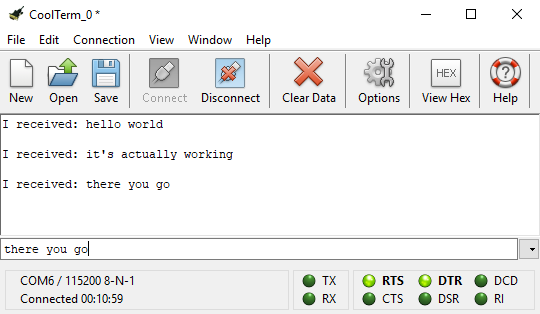 CoolTerm_0 *
File Edit Connection View Window Help
HEX
New Open Save Connect Disconnect Clear Data Options View Hex Help
I received: hello world
I received: it's actually working
I received: there you go
there you go
COM6 / 115200 8-N-1
Connected 00:10:59
TX RTS DTR DCD
RX CTS DSR RI